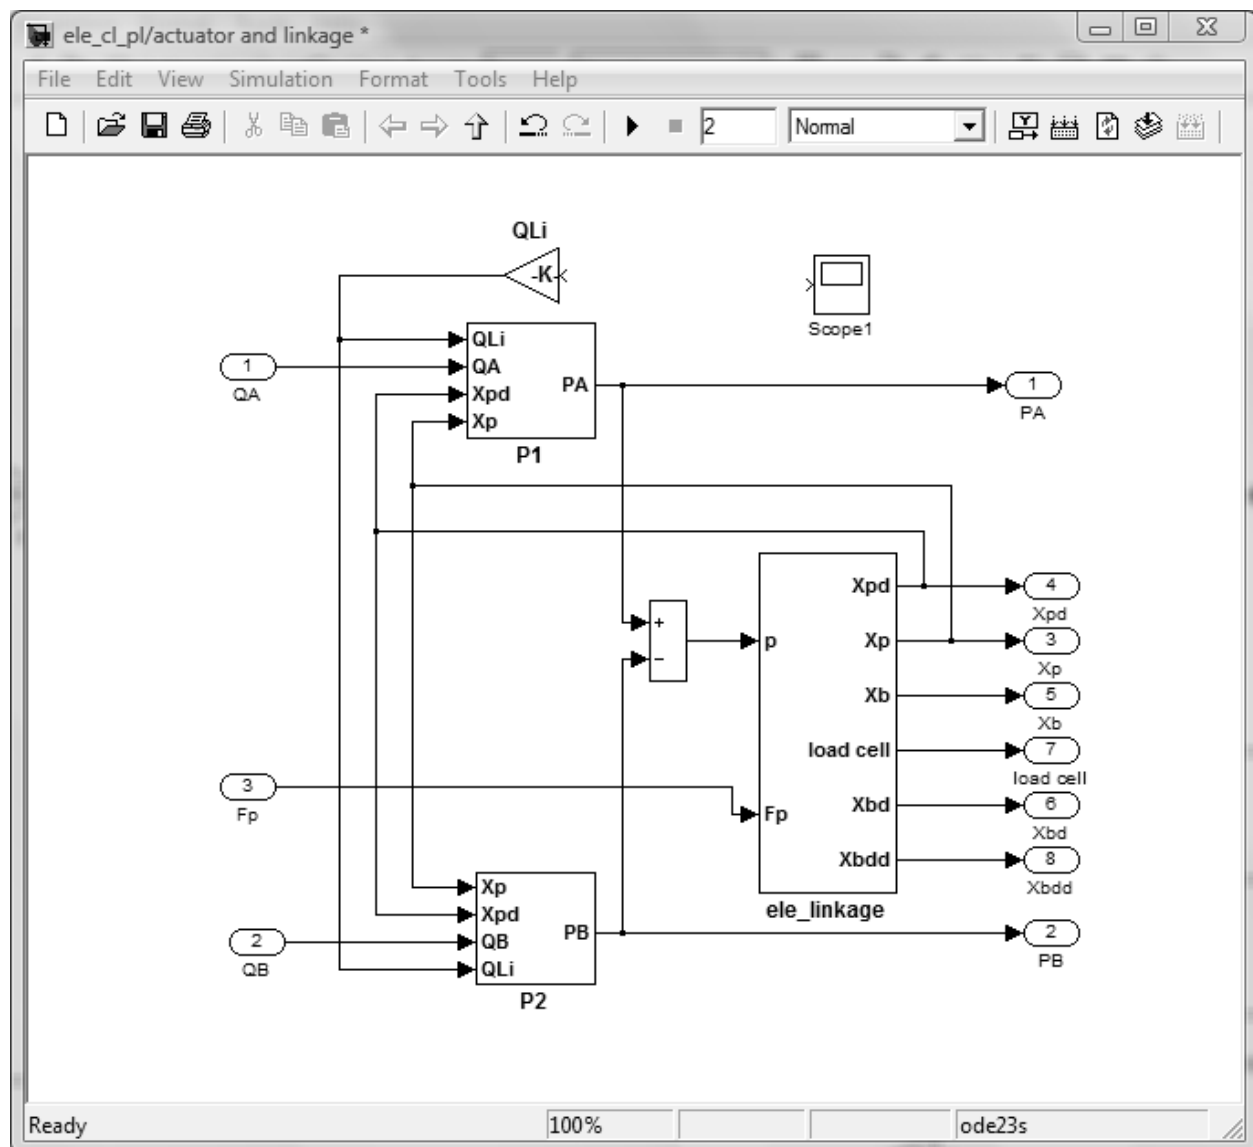 ele_cl_pl/actuator and linkage *
File Edit View Simulation Format Tools Help
2 Normal
QLi
-K-
Scope1
QLi
1 QA
QA
Xpd
Xp
PA
P1
1
PA
Xpd
4
Xpd
+
p
Xp
3
Xp
−
Xb
5
Xb
load cell
7
load cell
3
Fp
Fp
Xbd
6
Xbd
Xbdd
8
Xbdd
ele_linkage
Xp
Xpd
2 QB
QB
QLi
PB
P2
2
PB
Ready 100% ode23s